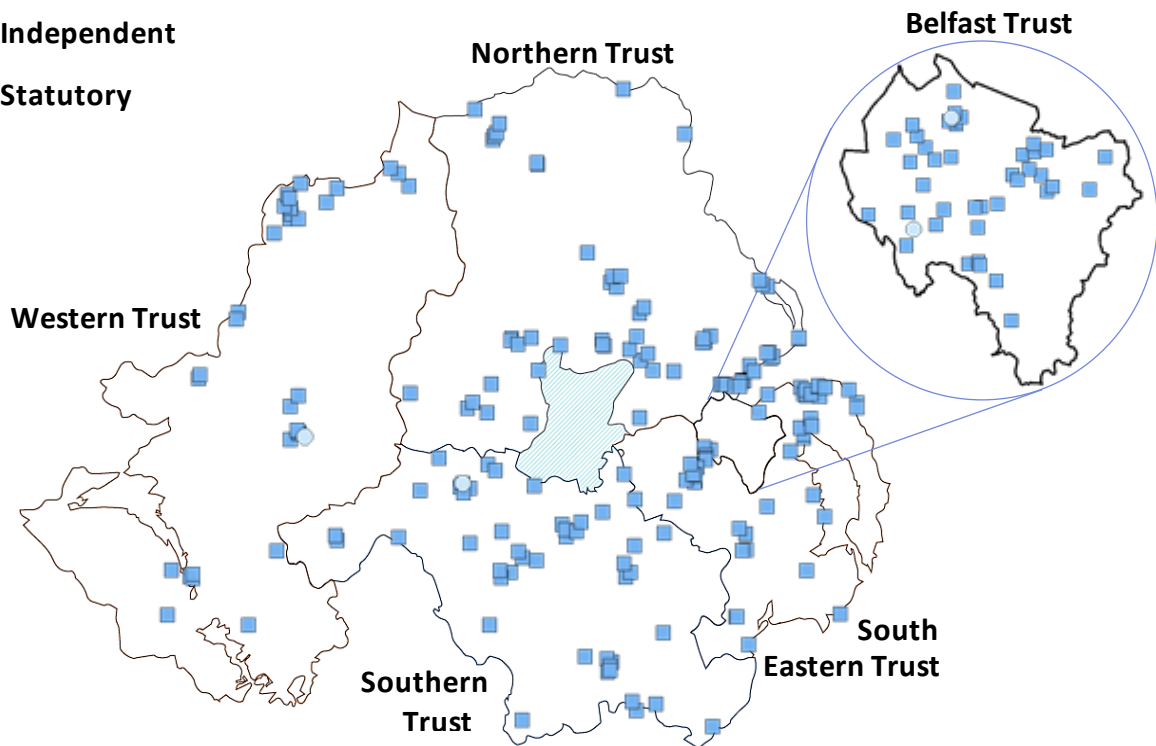 Independent
Statutory
Northern Trust
Belfast Trust
Western Trust
Southern
Trust
South
Eastern Trust